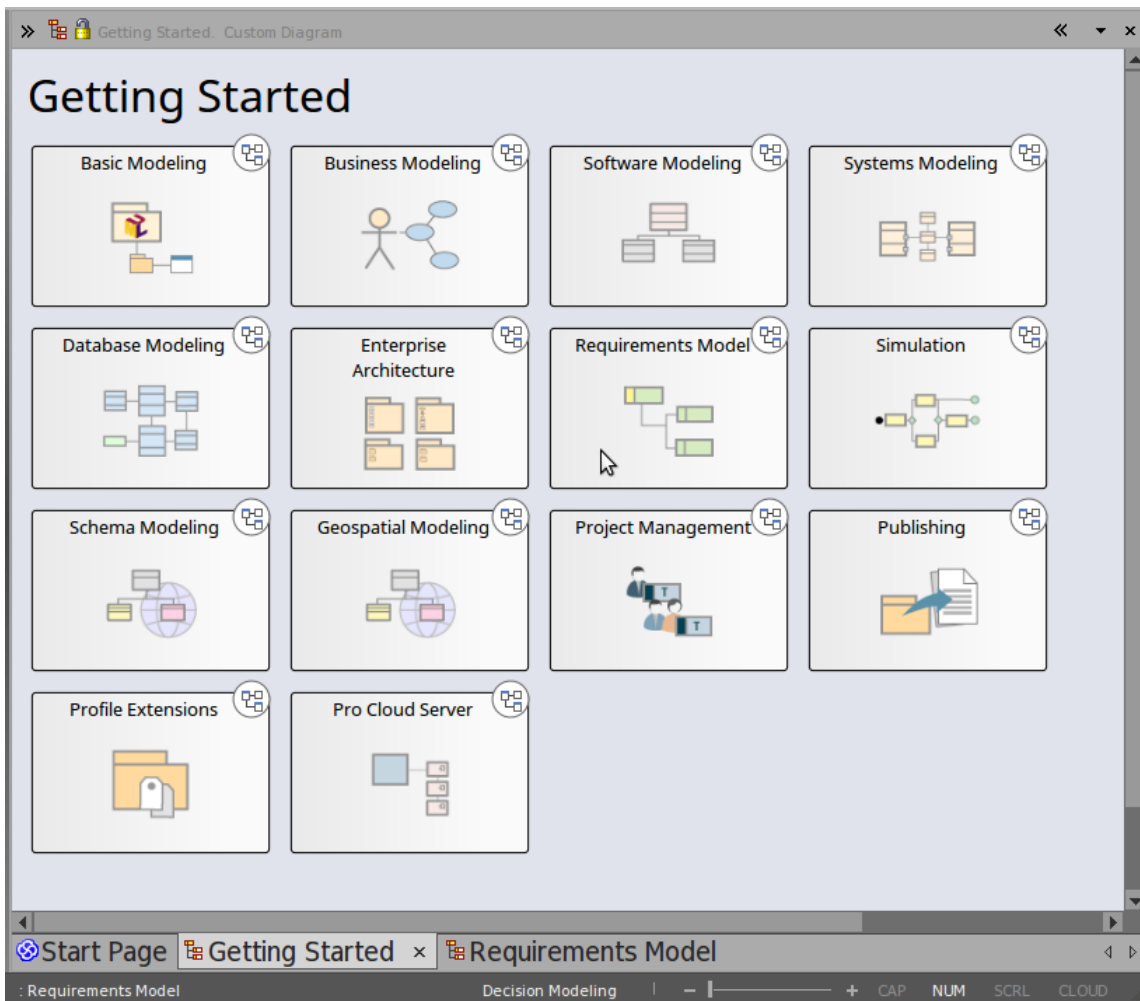 Getting Started. Custom Diagram
Getting Started
Basic Modeling
Business Modeling
Software Modeling
Systems Modeling
Database Modeling
Enterprise
Architecture
Requirements Model
Simulation
Schema Modeling
Geospatial Modeling
Project Management
T
T
Publishing
Profile Extensions
Pro Cloud Server
Start Page
Getting Started
Requirements Model
: Requirements Model
Decision Modeling
CAP
NUM
SCRL
CLOUD